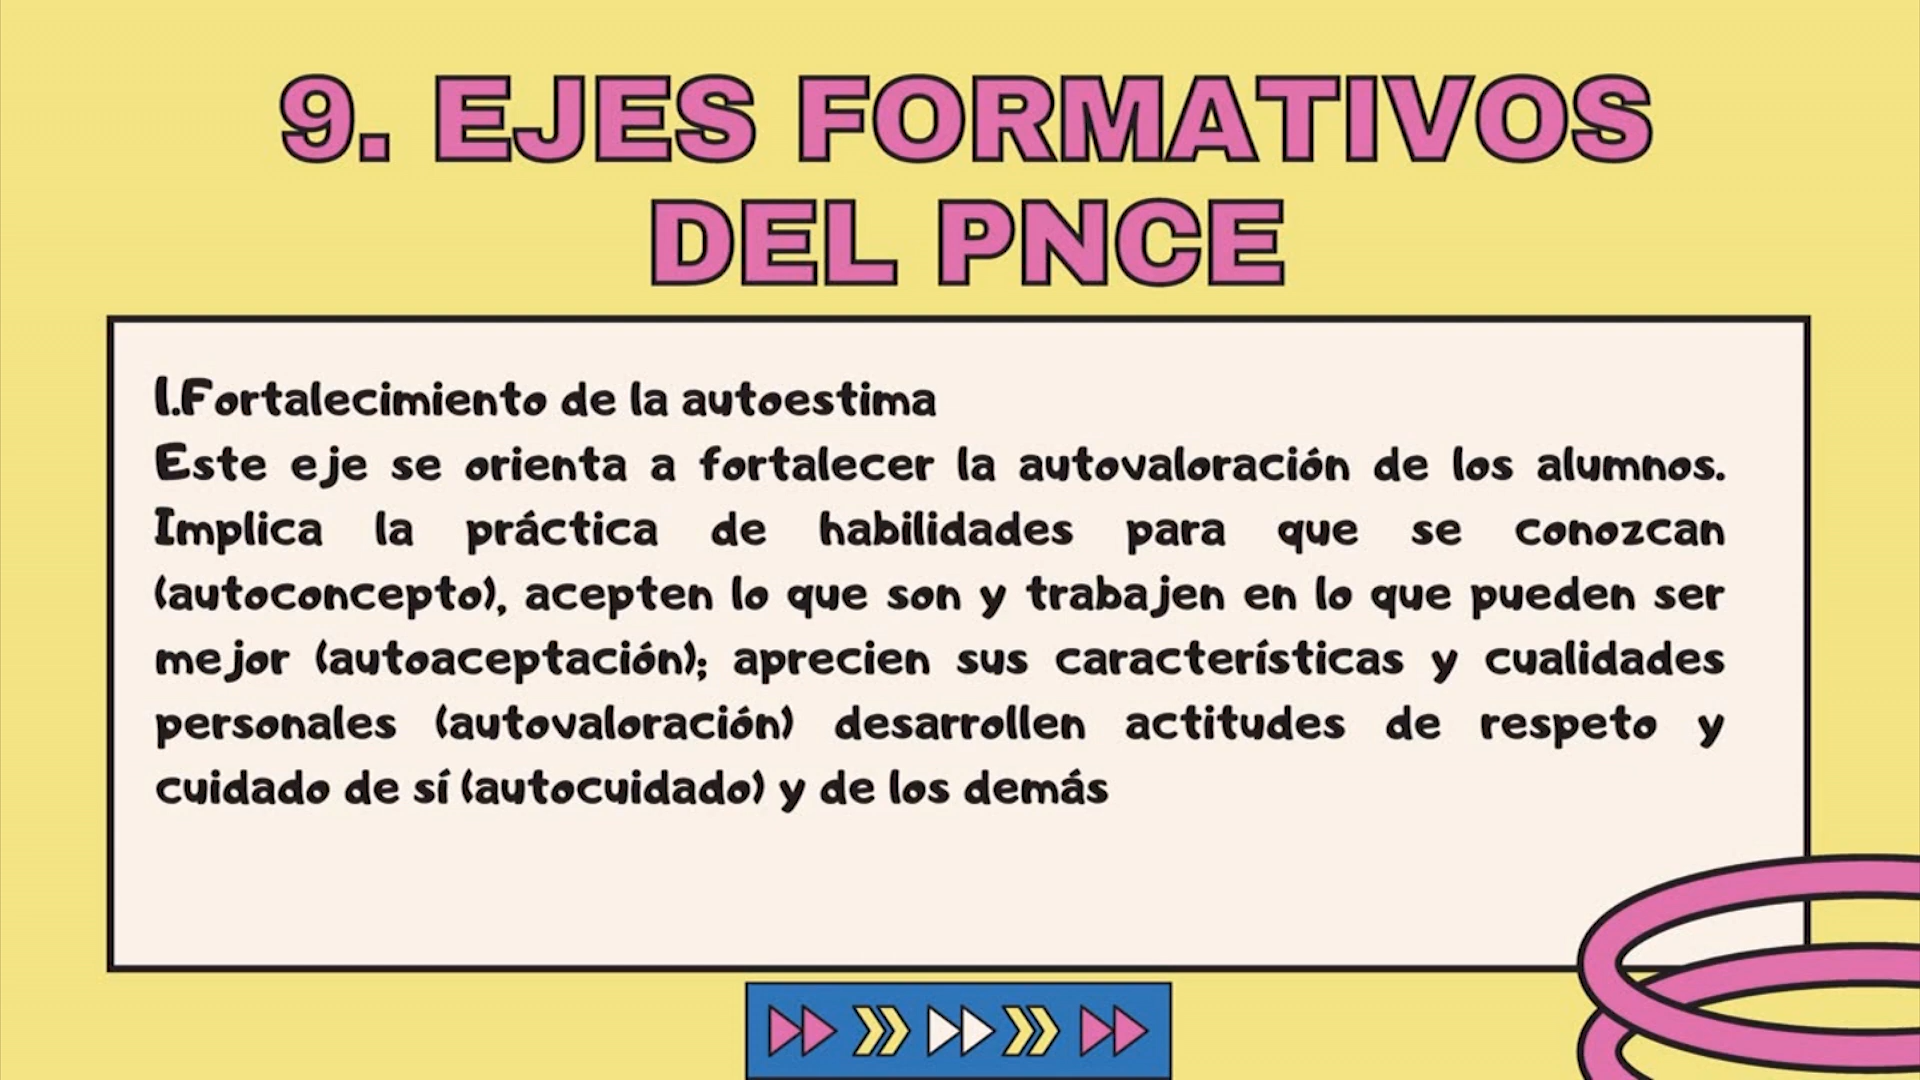 9. EJES FORMATIVOS
DEL PNCE
1.Fortalecimiento de la autoestima
Este eje se orienta a fortalecer la autovaloración de los alumnos.
Implica la práctica de habilidades para que se conozcan
(autoconcepto), acepten lo que son y trabajen en lo que pueden ser
mejor (autoaceptación); aprecien sus características y cualidades
personales (autovaloración) desarrollen actitudes de respeto y
cuidado de sí (autocuidado) y de los demás